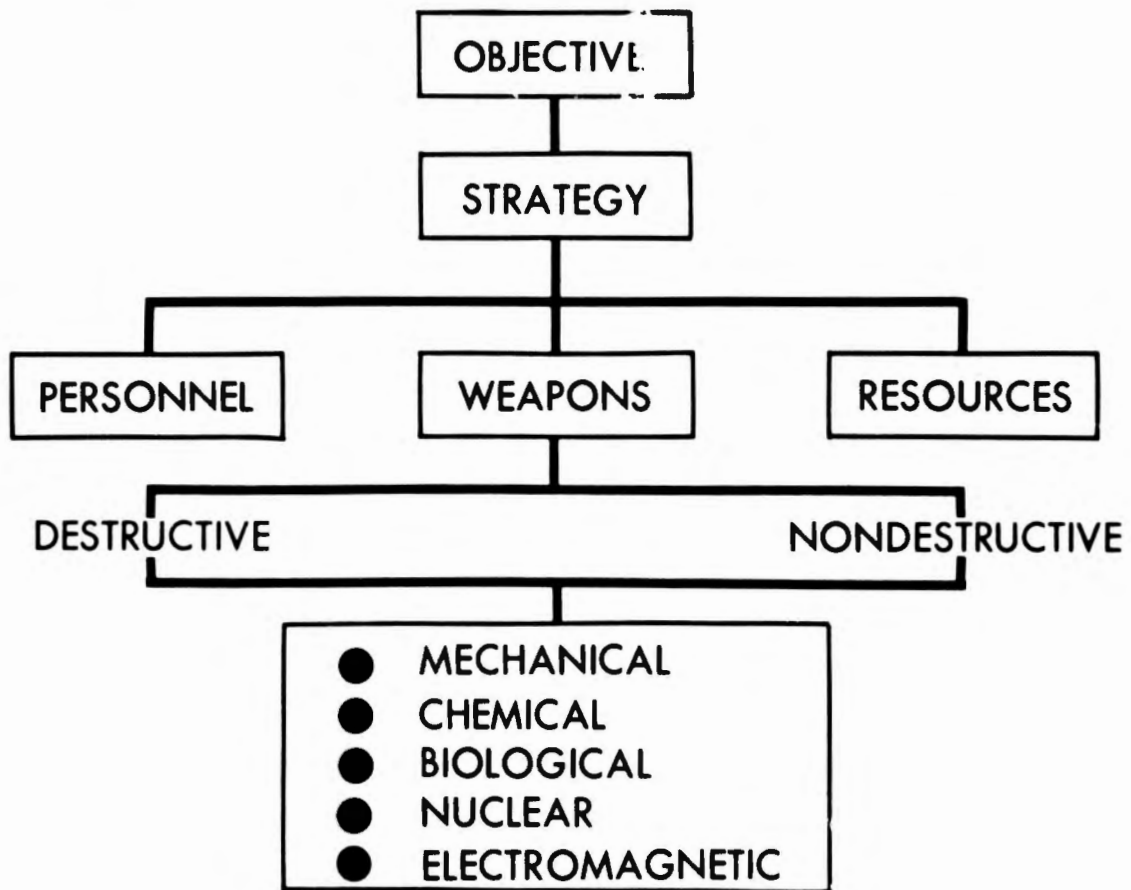 OBJECTIVE
STRATEGY
PERSONNEL
WEAPONS
RESOURCES
DESTRUCTIVE
NONDESTRUCTIVE
● MECHANICAL
● CHEMICAL
● BIOLOGICAL
● NUCLEAR
● ELECTROMAGNETIC